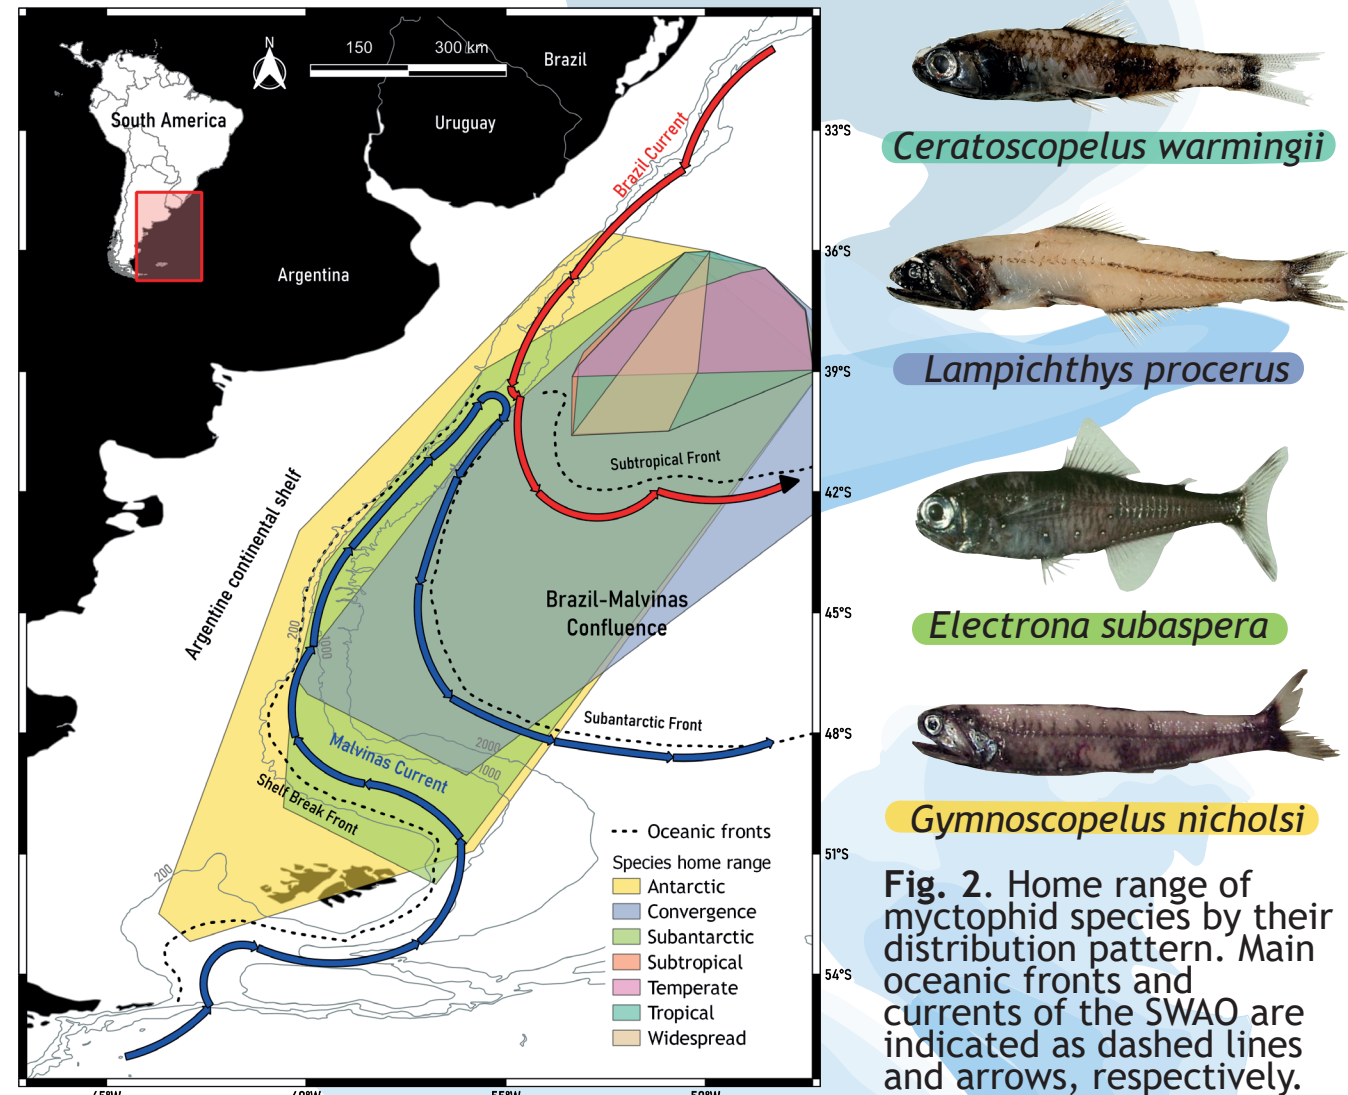 N
150
300 km
Brazil
South America
Uruguay
Brazil Current
33°S
Ceratoscopelus warmingii
36°S
Argentina
Lampichthys procerus
39°S
Subtropical Front
42°S
Argentine continental shelf
Brazil-Malvinas
Confluence
45°S
Electrona subaspera
200
1000
Subantarctic Front
48°S
Malvinas Current
2000
1000
Shelf Break Front
Gymnoscopelus nicholsi
51°S
200
Oceanic fronts
Species home range
Antarctic
Convergence
Subantarctic
Subtropical
Temperate
Tropical
Widespread
54°S
Fig. 2. Home range of
myctophid species by their
distribution pattern. Main
oceanic fronts and
currents of the SWAO are
indicated as dashed lines
and arrows, respectively.